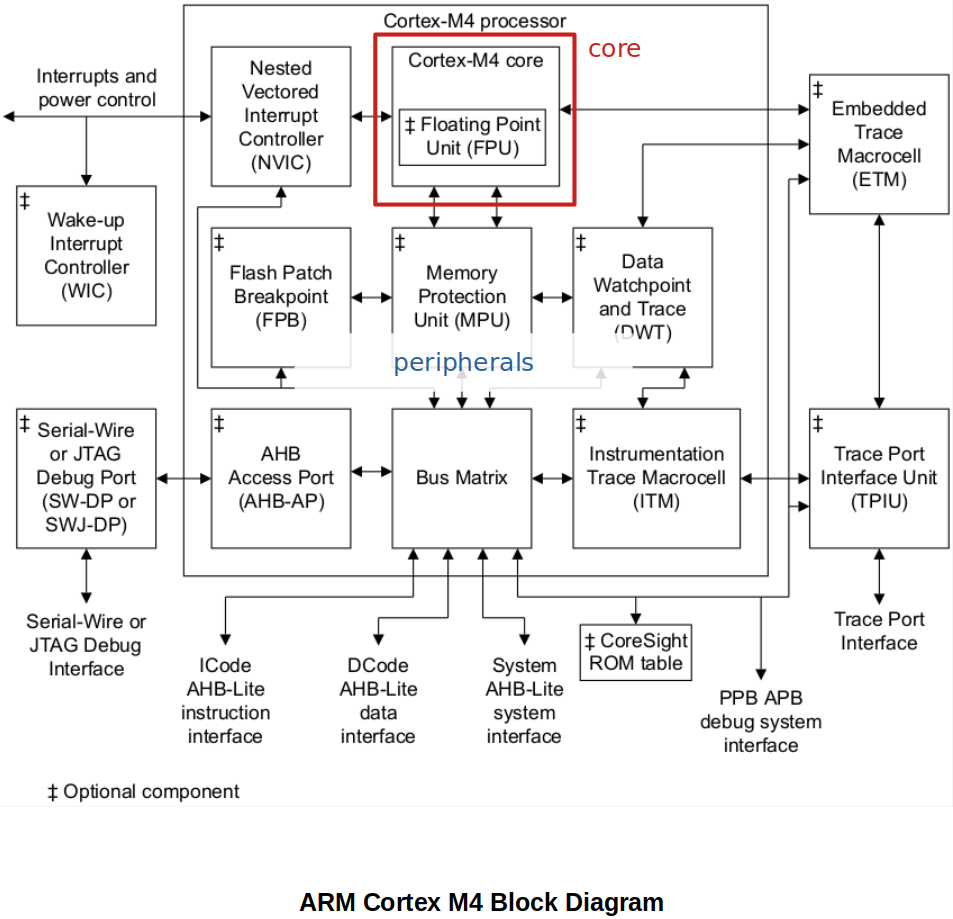 Cortex-M4 processor
core
Nested
Vectored
Interrupt
Controller
(NVIC)
Cortex-M4 core
‡ Floating Point
Unit (FPU)
Interrupts and
power control
‡
Embedded
Trace
Macrocell
(ETM)
‡
Wake-up
Interrupt
Controller
(WIC)
‡
Flash Patch
Breakpoint
(FPB)
‡
Memory
Protection
Unit (MPU)
‡
Data
Watchpoint
and Trace
(DWT)
peripherals
‡
Serial-Wire
or JTAG
Debug Port
(SW-DP or
SWJ-DP)
‡
AHB
Access Port
(AHB-AP)
Bus Matrix
‡
Instrumentation
Trace Macrocell
(ITM)
‡
Trace Port
Interface Unit
(TPIU)
Serial-Wire or
JTAG Debug
Interface
ICode
AHB-Lite
instruction
interface
DCode
AHB-Lite
data
interface
System
AHB-Lite
system
interface
‡ CoreSight
ROM table
PPB APB
debug system
interface
Trace Port
Interface
‡ Optional component
ARM Cortex M4 Block Diagram